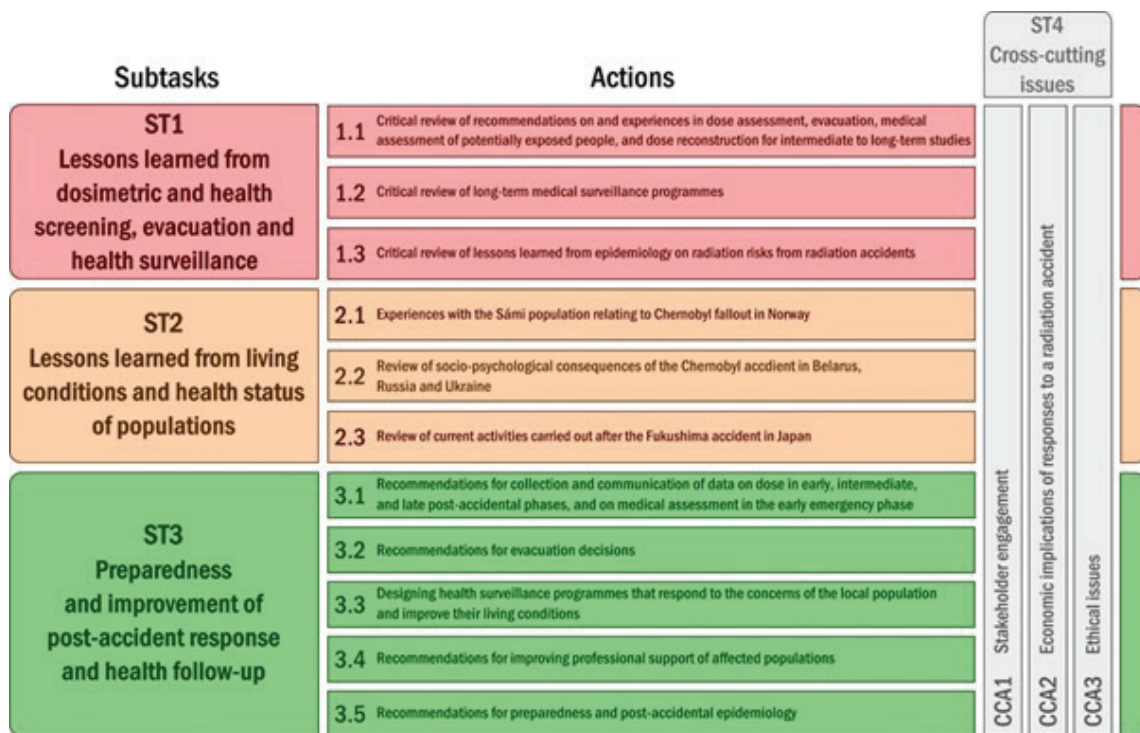 Subtasks
Actions
ST4
Cross-cutting
issues
ST1
Lessons learned from
dosimetric and health
screening, evacuation and
health surveillance
1.1 Critical review of recommendations on and experiences in dose assessment, evacuation, medical
assessment of potentially exposed people, and dose reconstruction for intermediate to long-term studies
1.2 Critical review of long-term medical surveillance programmes
1.3 Critical review of lessons learned from epidemiology on radiation risks from radiation accidents
ST2
Lessons learned from living
conditions and health status
of populations
2.1 Experiences with the Sámi population relating to Chernobyl fallout in Norway
2.2 Review of socio-psychological consequences of the Chernobyl accdient in Belarus,
Russia and Ukraine
2.3 Review of current activities carried out after the Fukushima accident in Japan
ST3
Preparedness
and improvement of
post-accident response
and health follow-up
3.1 Recommendations for collection and communication of data on dose in early, intermediate,
and late post-accidental phases, and on medical assessment in the early emergency phase
3.2 Recommendations for evacuation decisions
3.3 Designing health surveillance programmes that respond to the concerns of the local population
and improve their living conditions
3.4 Recommendations for improving professional support of affected populations
3.5 Recommendations for preparedness and post-accidental epidemiology
CCA1 Stakeholder engagement
CCA2 Economic implications of responses to a radiation accident
CCA3 Ethical issues